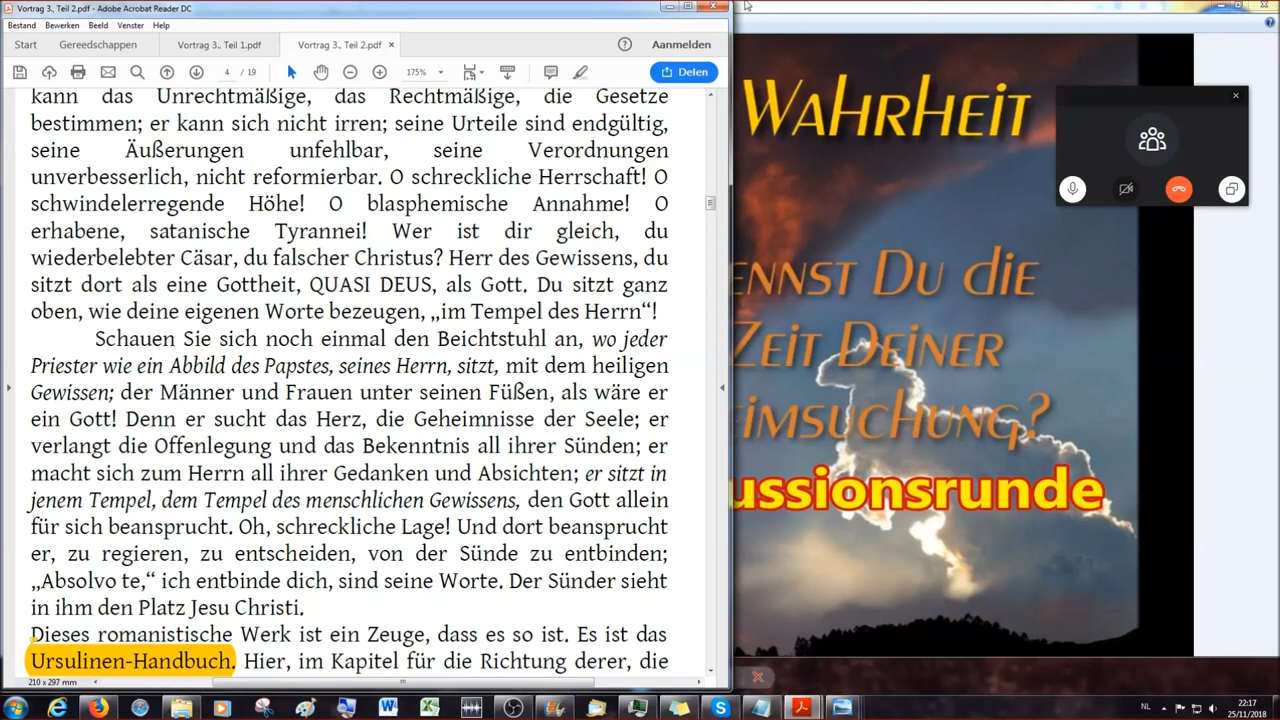 Vortrag 3., Teil 2.pdf - Adobe Acrobat Reader DC
Bestand Bewerken Beeld Venster Help
Start Gereedschappen Vortrag 3., Teil 1.pdf Vortrag 3., Teil 2.pdf × Aanmelden
4 / 19 175% Delen
kann das Unrechtmäßige, das Rechtmäßige, die Gesetze
bestimmen; er kann sich nicht irren; seine Urteile sind endgültig,
seine Äußerungen unfehlbar, seine Verordnungen
unverbesserlich, nicht reformierbar. O schreckliche Herrschaft! O
schwindelerregende Höhe! O blasphemische Annahme! O
erhabene, satanische Tyrannei! Wer ist dir gleich, du
wiederbelebter Cäsar, du falscher Christus? Herr des Gewissens, du
sitzt dort als eine Gottheit, QUASI DEUS, als Gott. Du sitzt ganz
oben, wie deine eigenen Worte bezeugen, „im Tempel des Herrn“!
Schauen Sie sich noch einmal den Beichtstuhl an, wo jeder
Priester wie ein Abbild des Papstes, seines Herrn, sitzt, mit dem heiligen
Gewissen; der Männer und Frauen unter seinen Füßen, als wäre er
ein Gott! Denn er sucht das Herz, die Geheimnisse der Seele; er
verlangt die Offenlegung und das Bekenntnis all ihrer Sünden; er
macht sich zum Herrn all ihrer Gedanken und Absichten; er sitzt in
jenem Tempel, dem Tempel des menschlichen Gewissens, den Gott allein
für sich beansprucht. Oh, schreckliche Lage! Und dort beansprucht
er, zu regieren, zu entscheiden, von der Sünde zu entbinden;
„Absolvo te,“ ich entbinde dich, sind seine Worte. Der Sünder sieht
in ihm den Platz Jesu Christi.
Dieses romanistische Werk ist ein Zeuge, dass es so ist. Es ist das
Ursulinen-Handbuch. Hier, im Kapitel für die Richtung derer, die
210 x 297 mm
WAHRHEIT
ENNST DU DIE
ZEIT DEINER
EIMSUCHUNG?
ussionsrunde
NL
22:17
25/11/2018